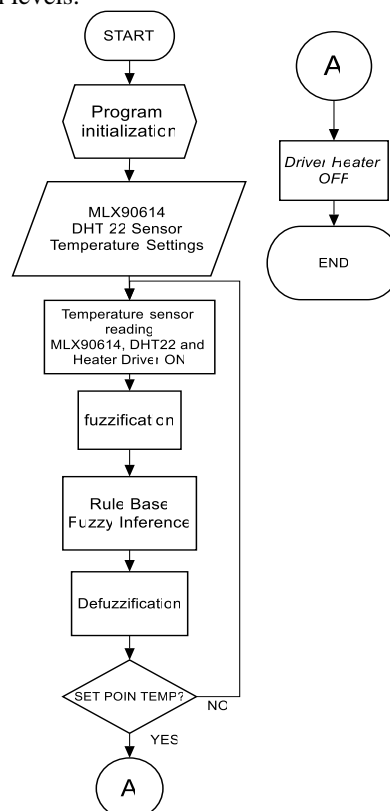 START
Program
initialization
MLX90614
DHT 22 Sensor
Temperature Settings
Temperature sensor
reading
MLX90614, DHT22 and
Heater Driver ON
fuzzification
Rule Base
Fuzzy Inference
Defuzzification
SET POIN TEMP?
NO
YES
A
A
Driver Heater
OFF
END